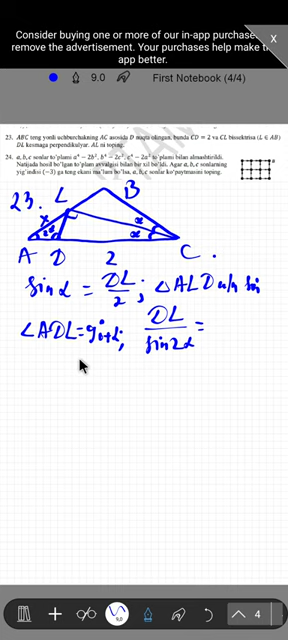 Consider buying one or more of our in-app purchases
remove the advertisement. Your purchases help make th
app better.
X
9.0
First Notebook (4/4)
23. ABC teng yonli uchburchakning AC asosida D nuqta olingan, bunda CD = 2 va CL bissektrisa (L ∈ AB)
DL kesmaga perpendikulyar. AL ni toping.
24. a, b, c sonlar to'plami a⁴ − 2b², b⁴ − 2c², c⁴ − 2a² to'plami bilan almashtirildi.
Natijada hosil bo'lgan to'plam avvalgisi bilan bir xil bo'ldi. Agar a, b, c sonlarning
yig'indisi (−3) ga teng ekani ma'lum bo'lsa, a, b, c sonlar ko'paytmasini toping.
23.
L
B
x
2α
α
α
A
D
2
C.
sin α = DL/2; △ALD
∠ADL=90°+α; DL/sin2α =
9,0
4